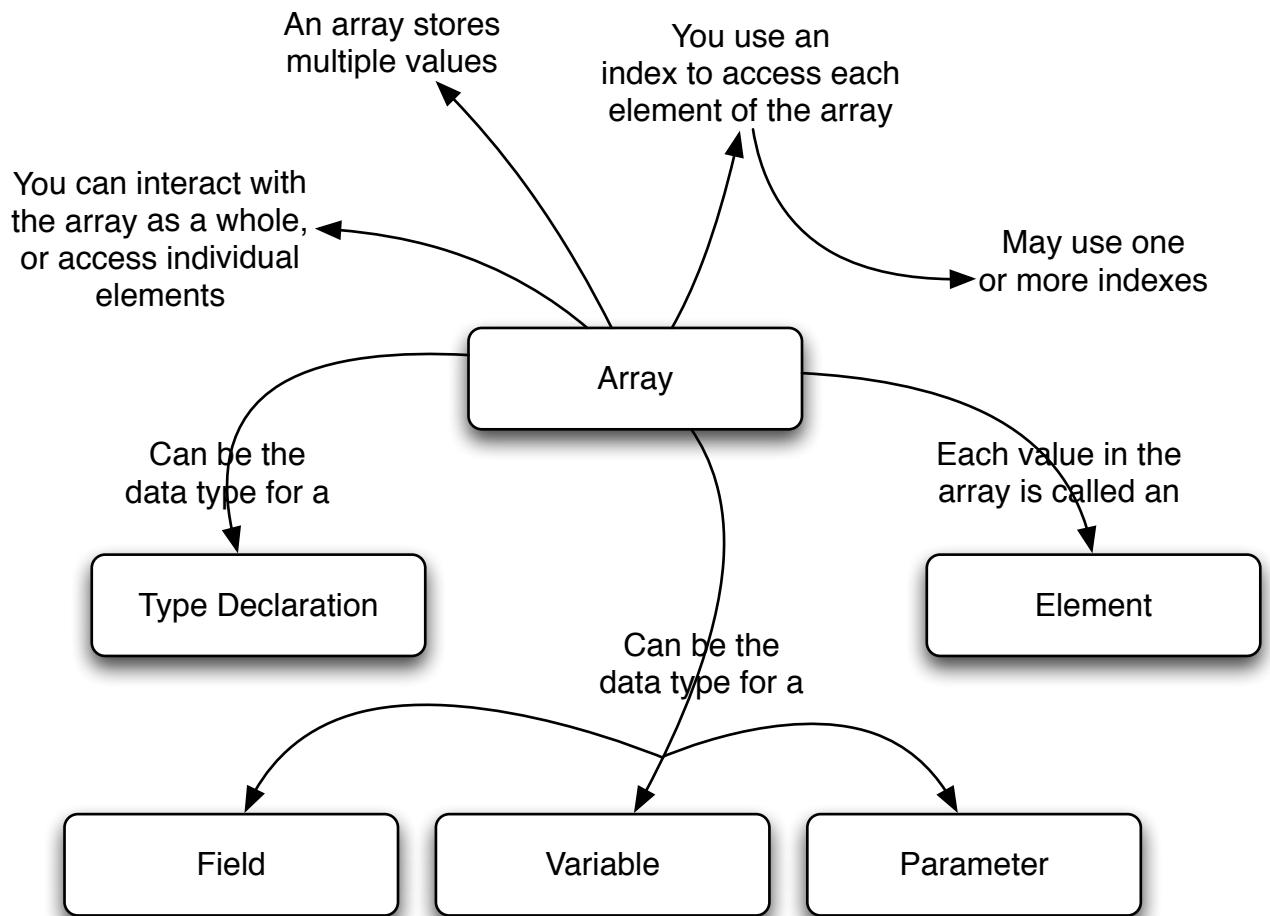 An array stores
multiple values
You use an
index to access each
element of the array
You can interact with
the array as a whole,
or access individual
elements
May use one
or more indexes
Array
Can be the
data type for a
Each value in the
array is called an
Type Declaration
Element
Can be the
data type for a
Field
Variable
Parameter